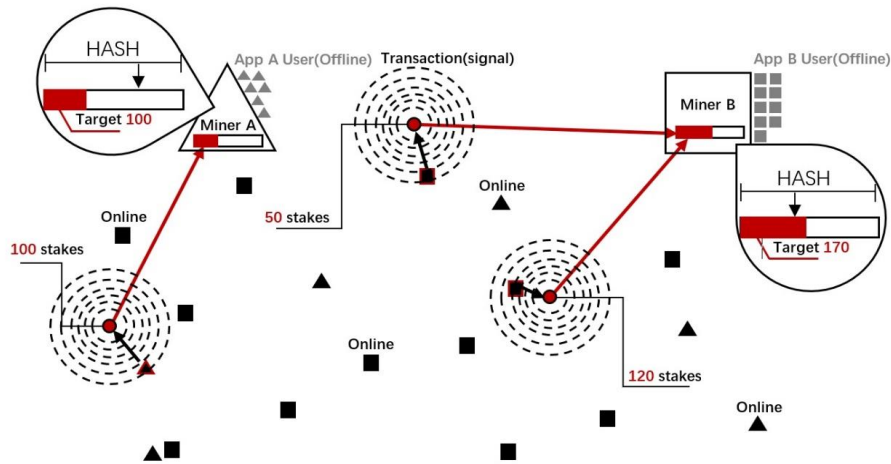 HASH
App A User(Offline)
Transaction(signal)
App B User(Offline)
Target 100
Miner A
Miner B
Online
HASH
50 stakes
Online
100 stakes
Target 170
Online
120 stakes
Online